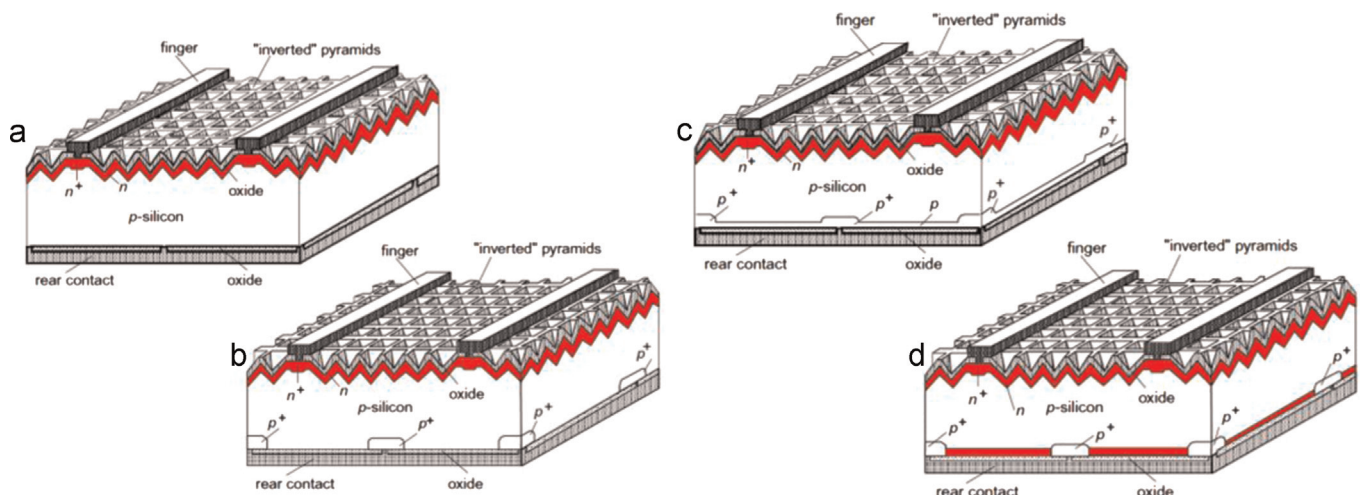 a
finger
"inverted" pyramids
n+
n
oxide
p-silicon
rear contact
oxide
b
finger
"inverted" pyramids
n+
n
oxide
p+
p-silicon
p+
p+
p+
rear contact
oxide
c
finger
"inverted" pyramids
n+
n
oxide
p+
p-silicon
p+
p+
p+
p
rear contact
oxide
d
finger
"inverted" pyramids
n+
n
oxide
p+
p-silicon
p+
p+
p+
rear contact
oxide